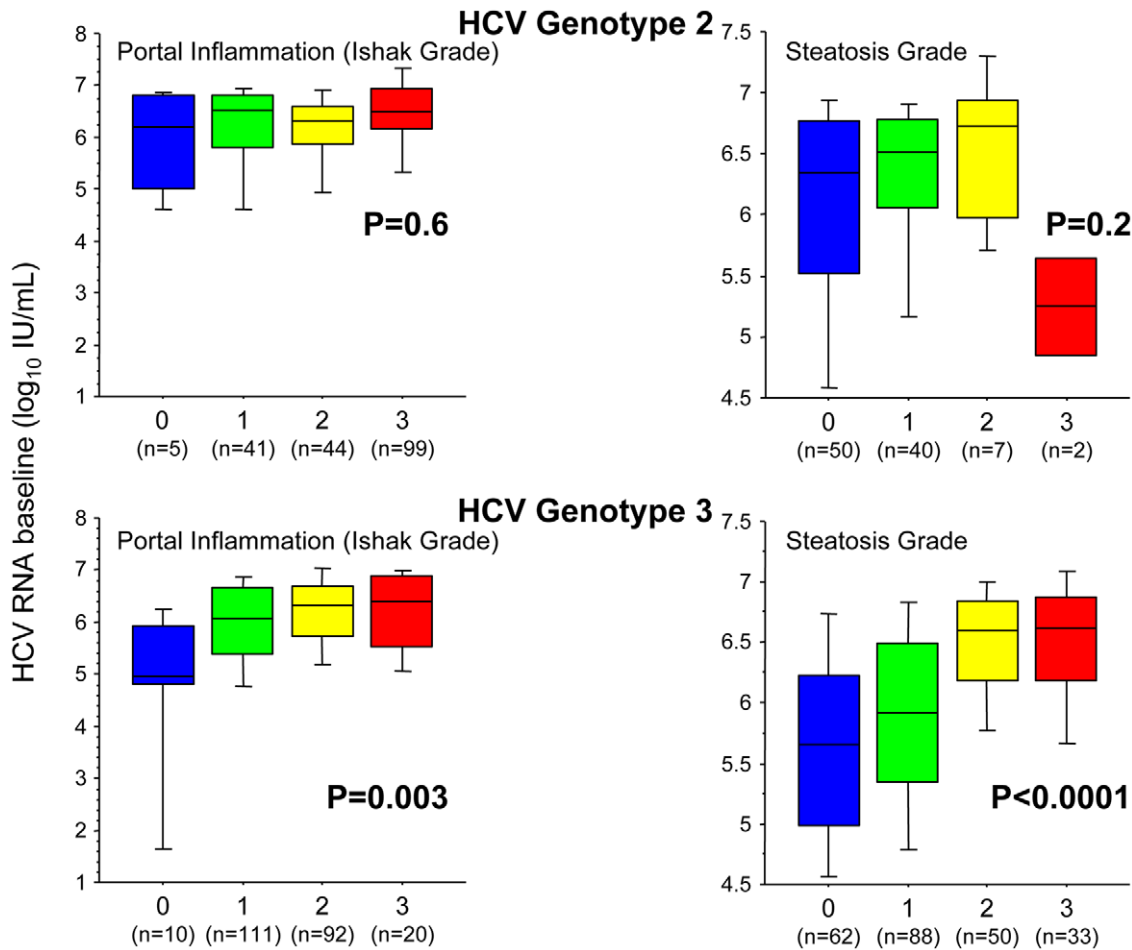 HCV RNA baseline (log10 IU/mL)
HCV Genotype 2
Portal Inflammation (Ishak Grade)
8
7
6
5
4
3
2
1
P=0.6
0 1 2 3
(n=5) (n=41) (n=44) (n=99)
Steatosis Grade
7.5
7
6.5
6
5.5
5
4.5
P=0.2
0 1 2 3
(n=50) (n=40) (n=7) (n=2)
HCV Genotype 3
Portal Inflammation (Ishak Grade)
8
7
6
5
4
3
2
1
P=0.003
0 1 2 3
(n=10) (n=111) (n=92) (n=20)
Steatosis Grade
7.5
7
6.5
6
5.5
5
4.5
P<0.0001
0 1 2 3
(n=62) (n=88) (n=50) (n=33)